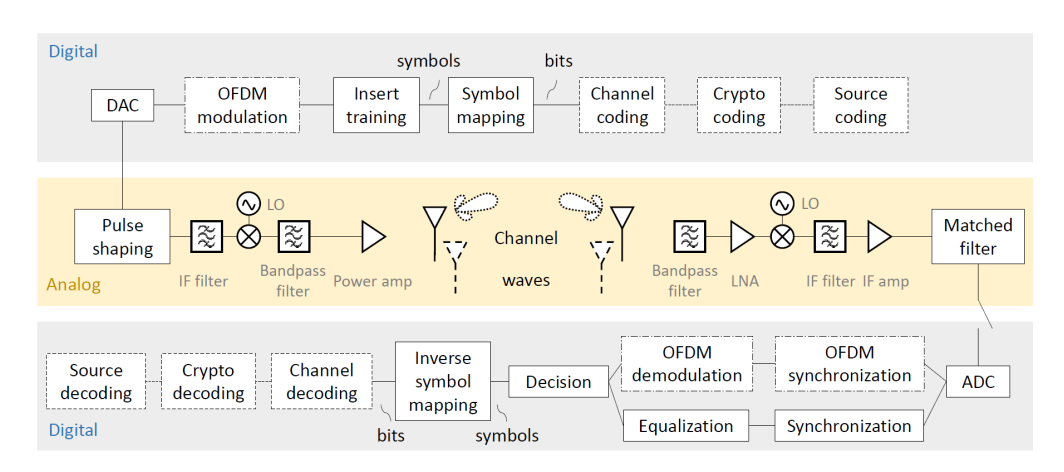 Digital
symbols
bits
DAC
OFDM
modulation
Insert
training
Symbol
mapping
Channel
coding
Crypto
coding
Source
coding
Pulse
shaping
LO
IF filter
Bandpass
filter
Power amp
Channel
waves
LO
Bandpass
filter
LNA
IF filter
IF amp
Matched
filter
Analog
Source
decoding
Crypto
decoding
Channel
decoding
Inverse
symbol
mapping
Decision
OFDM
demodulation
OFDM
synchronization
ADC
Equalization
Synchronization
bits
symbols
Digital